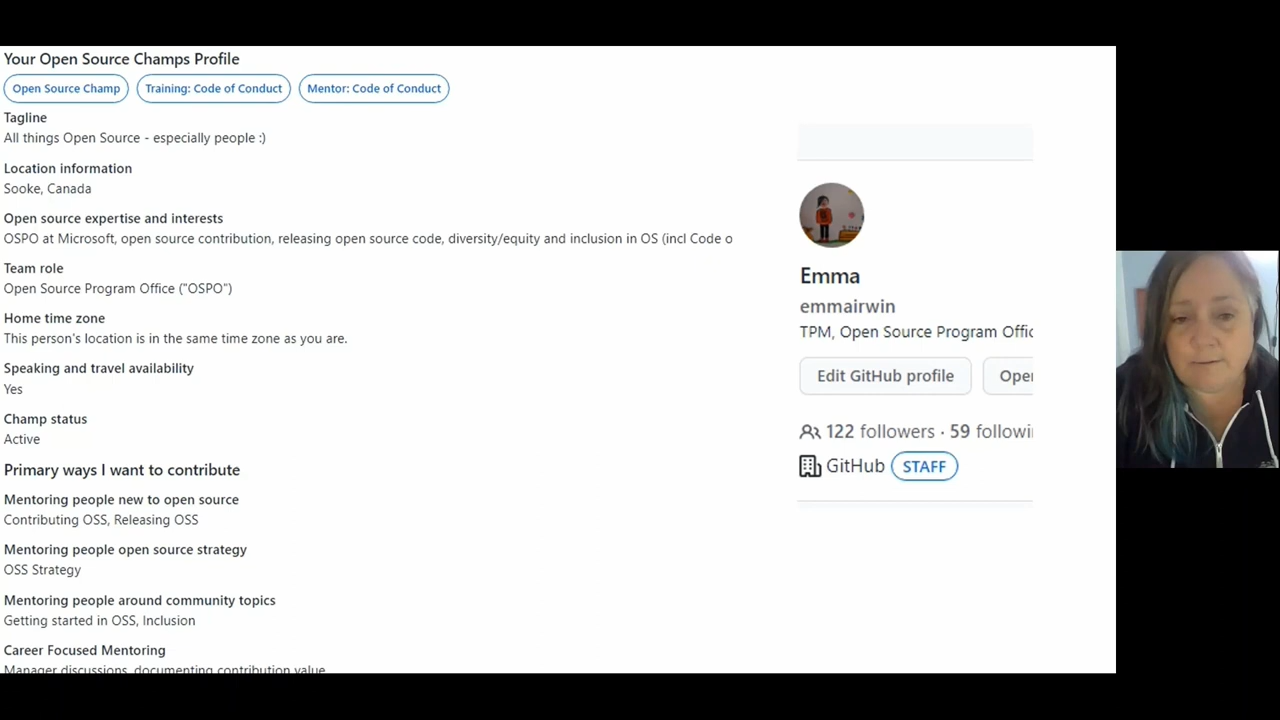 Your Open Source Champs Profile
Open Source Champ
Training: Code of Conduct
Mentor: Code of Conduct
Tagline
All things Open Source - especially people :)
Location information
Sooke, Canada
Open source expertise and interests
OSPO at Microsoft, open source contribution, releasing open source code, diversity/equity and inclusion in OS (incl Code o
Team role
Open Source Program Office ("OSPO")
Home time zone
This person's location is in the same time zone as you are.
Speaking and travel availability
Yes
Champ status
Active
Primary ways I want to contribute
Mentoring people new to open source
Contributing OSS, Releasing OSS
Mentoring people open source strategy
OSS Strategy
Mentoring people around community topics
Getting started in OSS, Inclusion
Career Focused Mentoring
Manager discussions, documenting contribution value
Emma
emmairwin
TPM, Open Source Program Offic
Edit GitHub profile
Oper
122 followers · 59 followi
GitHub STAFF